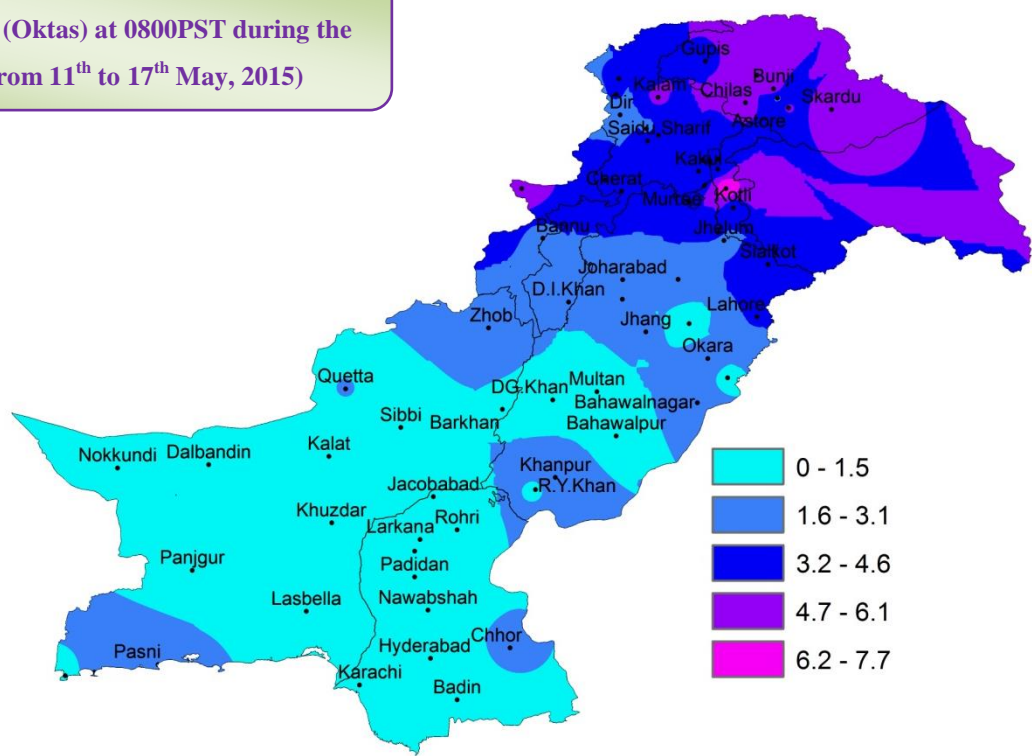 (Oktas) at 0800PST during the
rom 11th to 17th May, 2015)
Gupis
Bunji
Kalam
Chilas
Skardu
Dir
Astore
Saidu Sharif
Kakul
Cherat
Murree
Kotli
Bannu
Jhelum
Sialkot
Joharabad
D.I.Khan
Lahore
Zhob
Jhang
Okara
Quetta
DG.Khan
Multan
Bahawalnagar
Sibbi
Barkhan
Bahawalpur
Kalat
Nokkundi
Dalbandin
Khanpur
R.Y.Khan
Jacobabad
Khuzdar
Larkana
Rohri
Panjgur
Padidan
Lasbella
Nawabshah
Chhor
Hyderabad
Pasni
Karachi
Badin
0 - 1.5
1.6 - 3.1
3.2 - 4.6
4.7 - 6.1
6.2 - 7.7